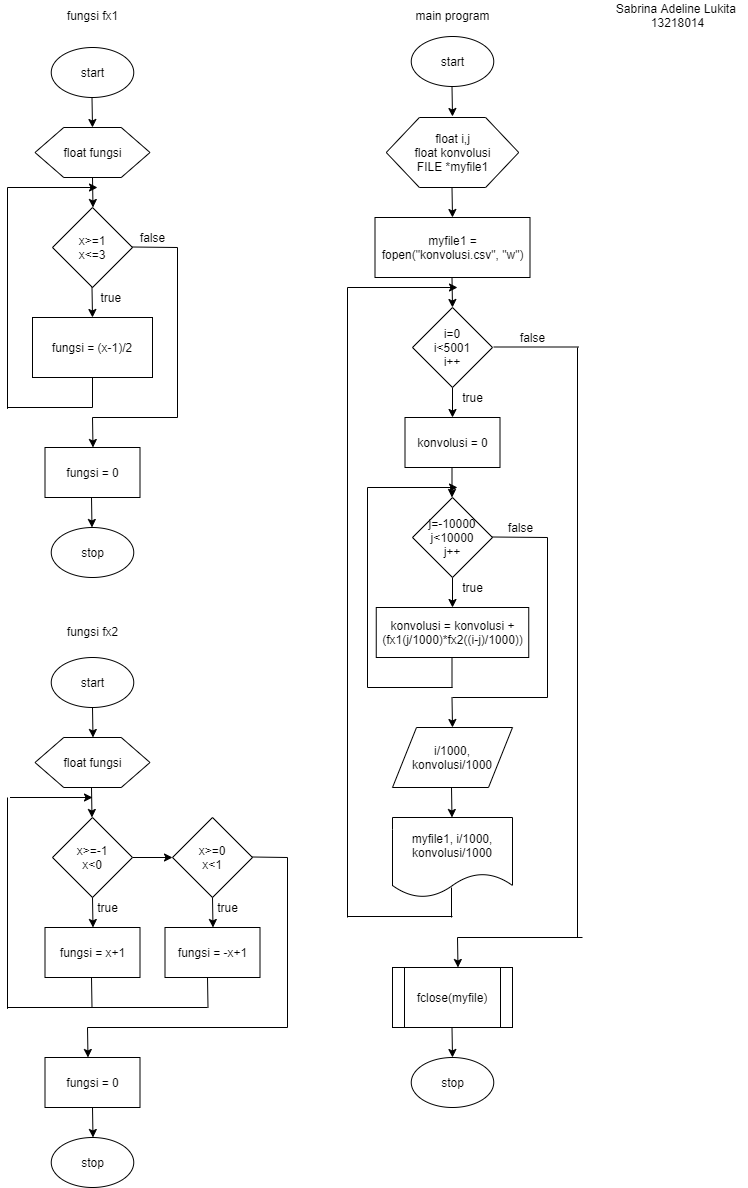 fungsi fx1
start
float fungsi
x>=1
x<=3
false
true
fungsi = (x-1)/2
fungsi = 0
stop
fungsi fx2
start
float fungsi
x>=-1
x<0
x>=0
x<1
true
true
fungsi = x+1
fungsi = -x+1
fungsi = 0
stop
main program
start
float i,j
float konvolusi
FILE *myfile1
myfile1 =
fopen("konvolusi.csv", "w")
i=0
i<5001
i++
false
true
konvolusi = 0
j=-10000
j<10000
j++
false
true
konvolusi = konvolusi +
(fx1(j/1000)*fx2((i-j)/1000))
i/1000,
konvolusi/1000
myfile1, i/1000,
konvolusi/1000
fclose(myfile)
stop
Sabrina Adeline Lukita
13218014